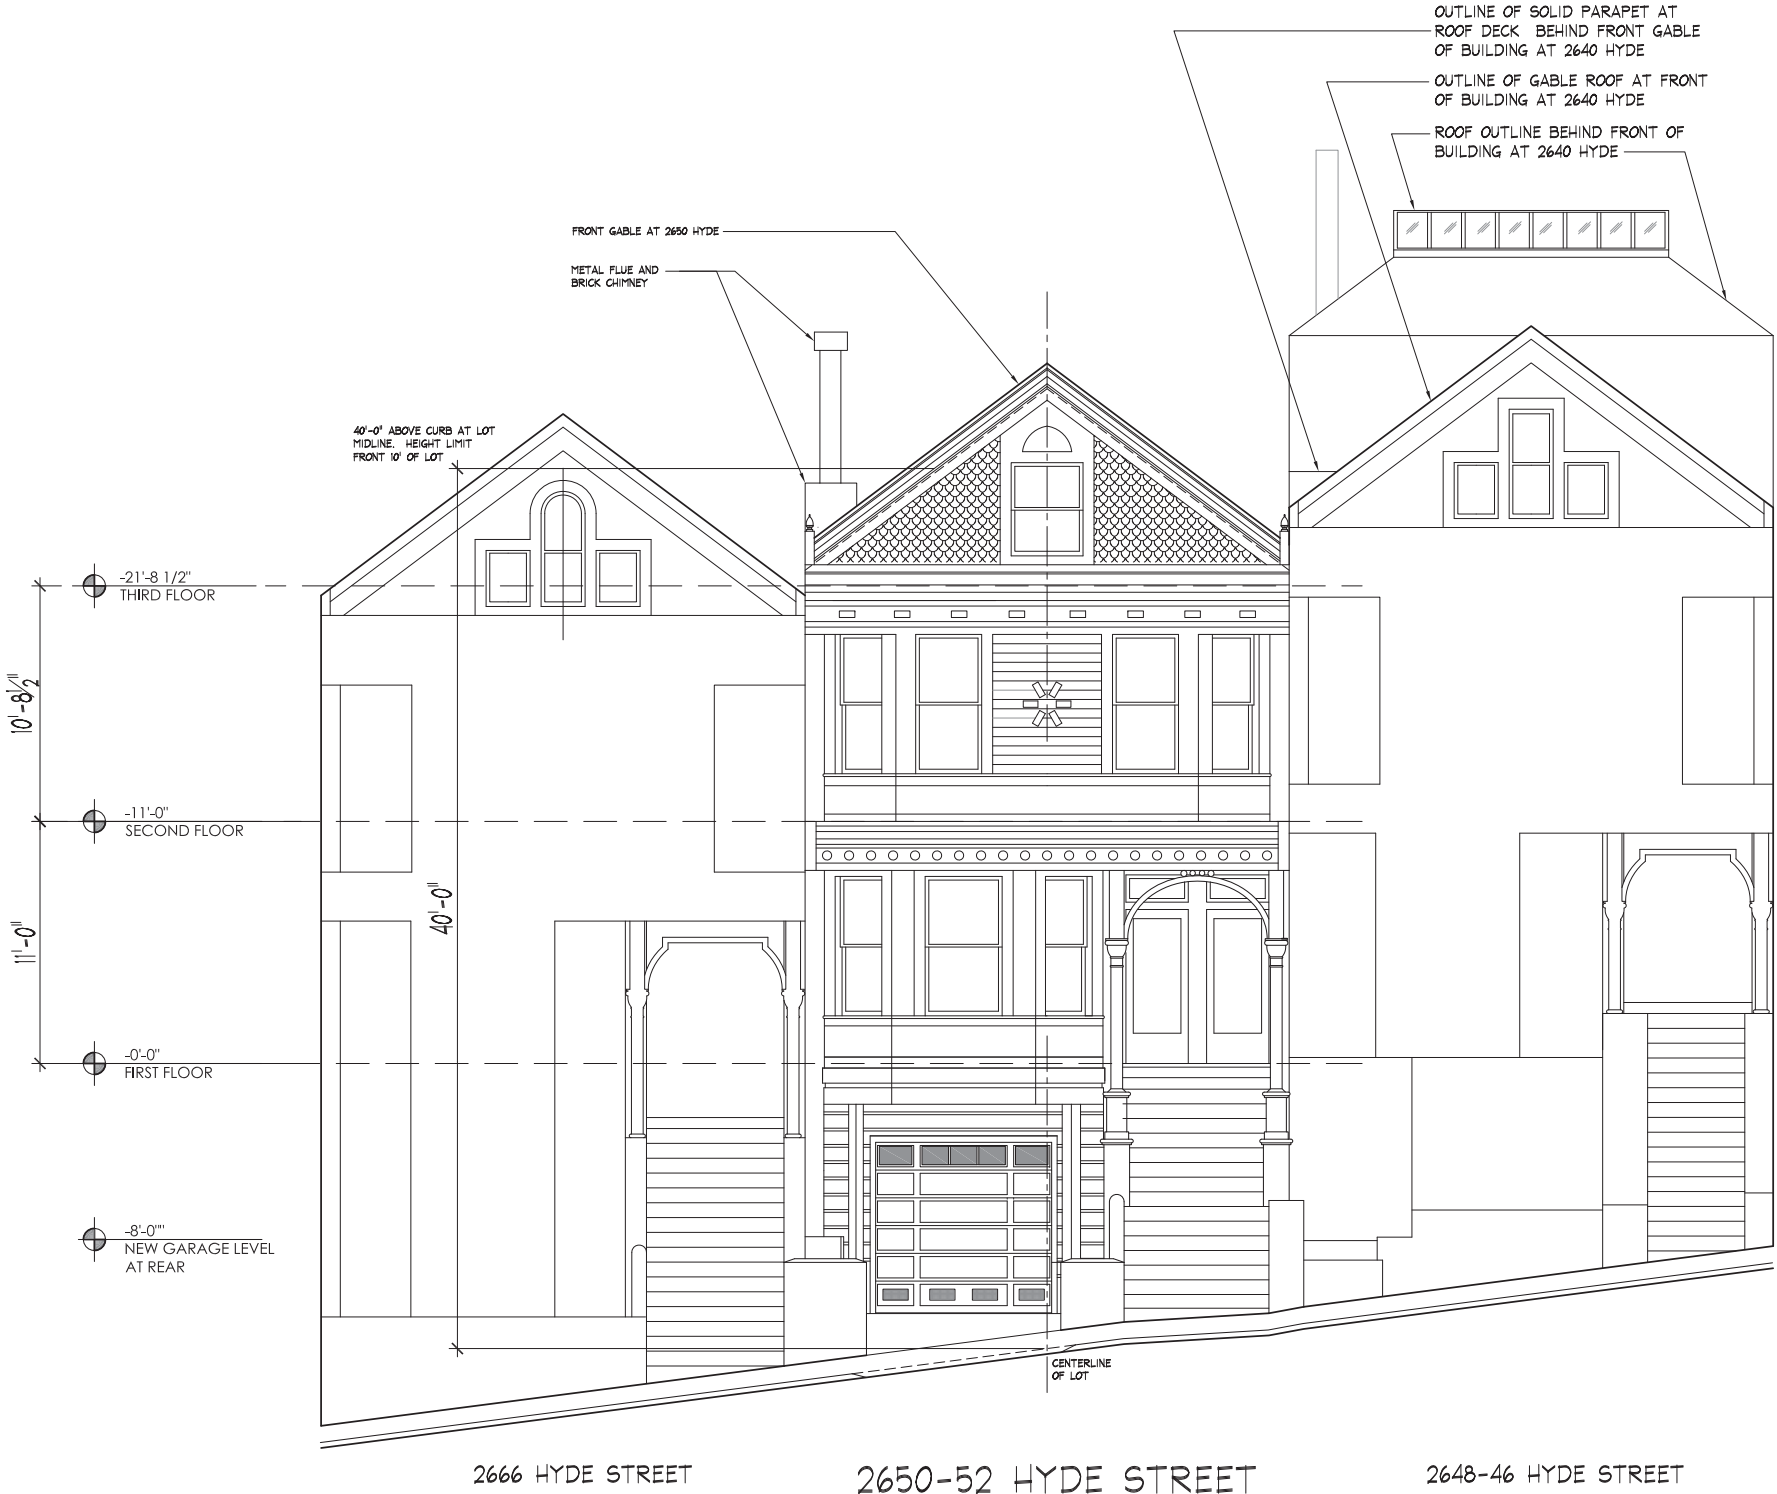 OUTLINE OF SOLID PARAPET AT
ROOF DECK BEHIND FRONT GABLE
OF BUILDING AT 2640 HYDE
OUTLINE OF GABLE ROOF AT FRONT
OF BUILDING AT 2640 HYDE
ROOF OUTLINE BEHIND FRONT OF
BUILDING AT 2640 HYDE
FRONT GABLE AT 2650 HYDE
METAL FLUE AND
BRICK CHIMNEY
40'-0" ABOVE CURB AT LOT
MIDLINE. HEIGHT LIMIT
FRONT 10' OF LOT
-21'-8 1/2"
THIRD FLOOR
10'-8 1/2"
-11'-0"
SECOND FLOOR
40'-0"
11'-0"
-0'-0"
FIRST FLOOR
-8'-0""
NEW GARAGE LEVEL
AT REAR
CENTERLINE
OF LOT
2666 HYDE STREET
2650-52 HYDE STREET
2648-46 HYDE STREET